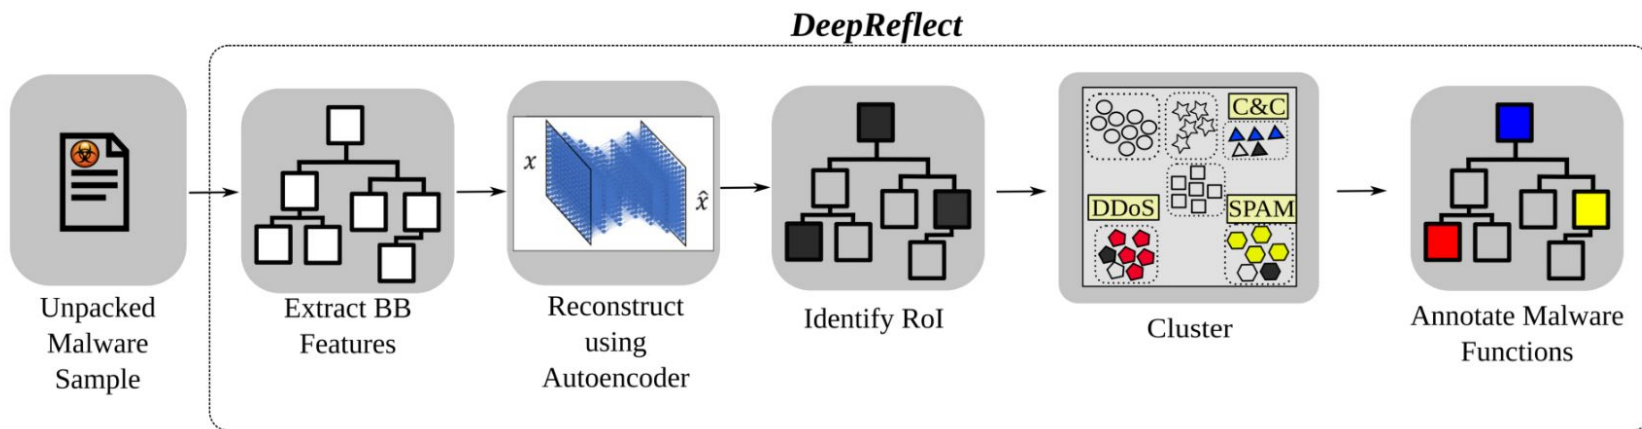 DeepReflect
x
x̂
C&C
DDoS
SPAM
Unpacked
Malware
Sample
Extract BB
Features
Reconstruct
using
Autoencoder
Identify RoI
Cluster
Annotate Malware
Functions